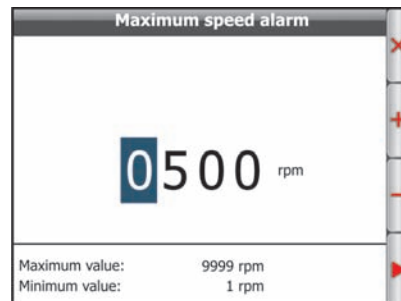 Maximum speed alarm
0500 rpm
Maximum value: 9999 rpm
Minimum value: 1 rpm